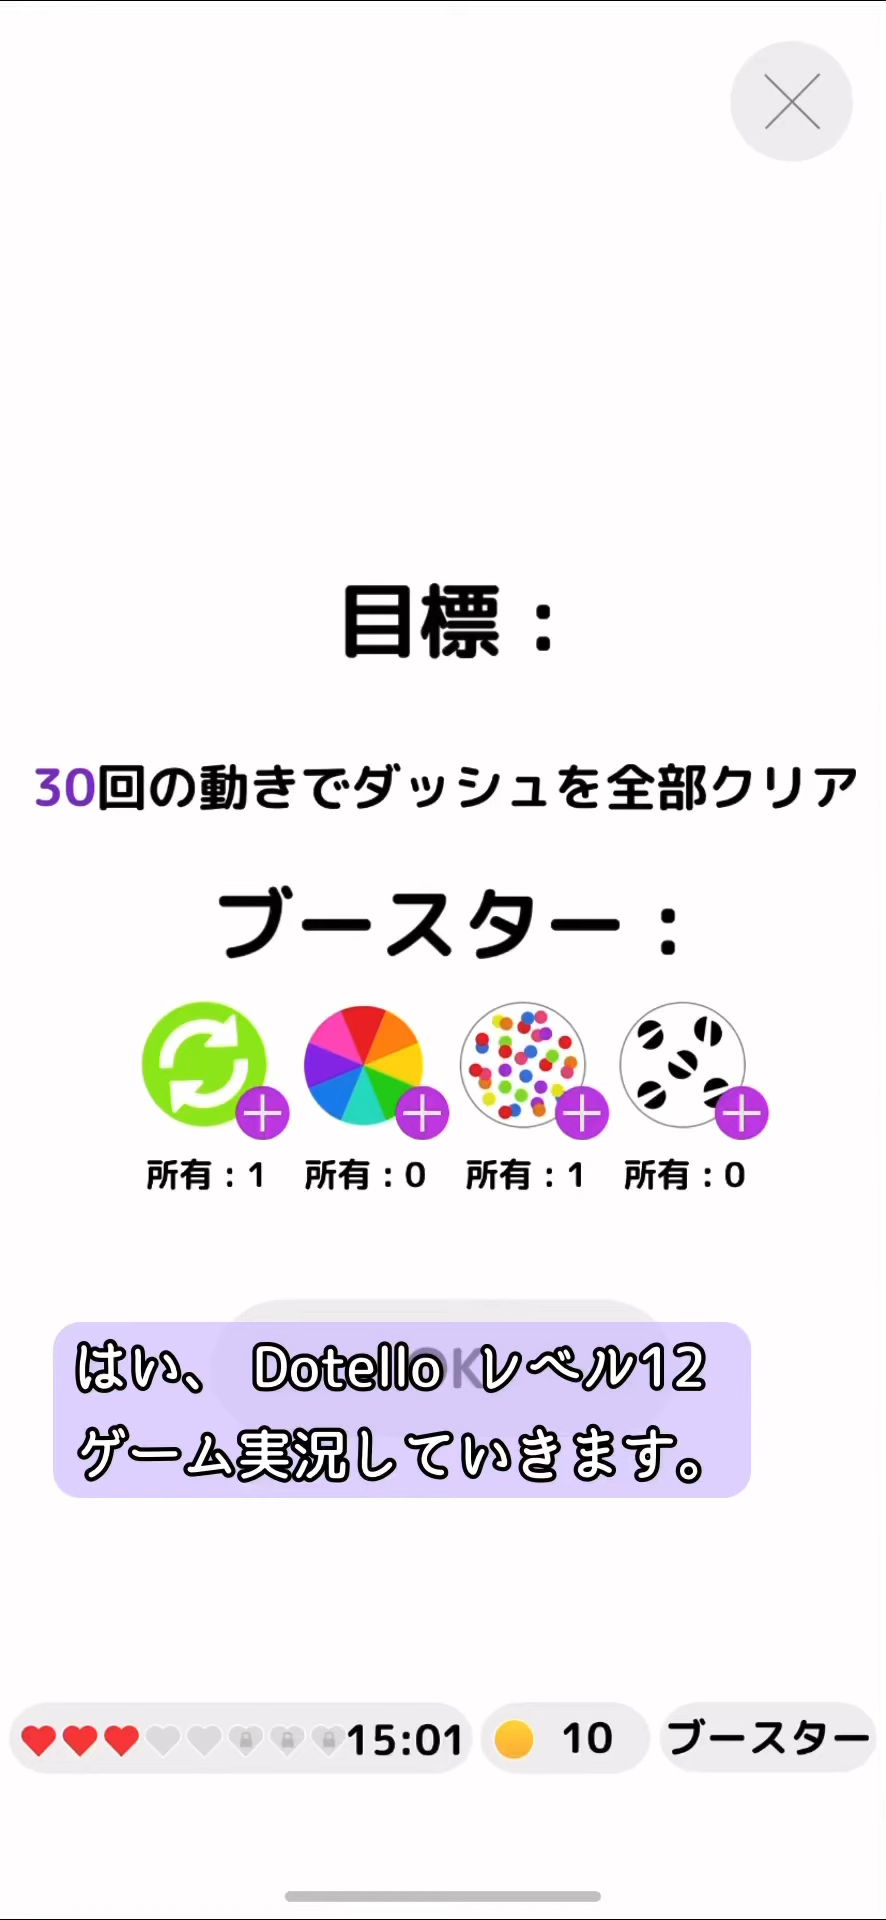 目標：
30回の動きでダッシュを全部クリア
ブースター：
所有：1 所有：0 所有：1 所有：0
OK
はい、 Dotello レベル12
ゲーム実況していきます。
15:01 10 ブースター